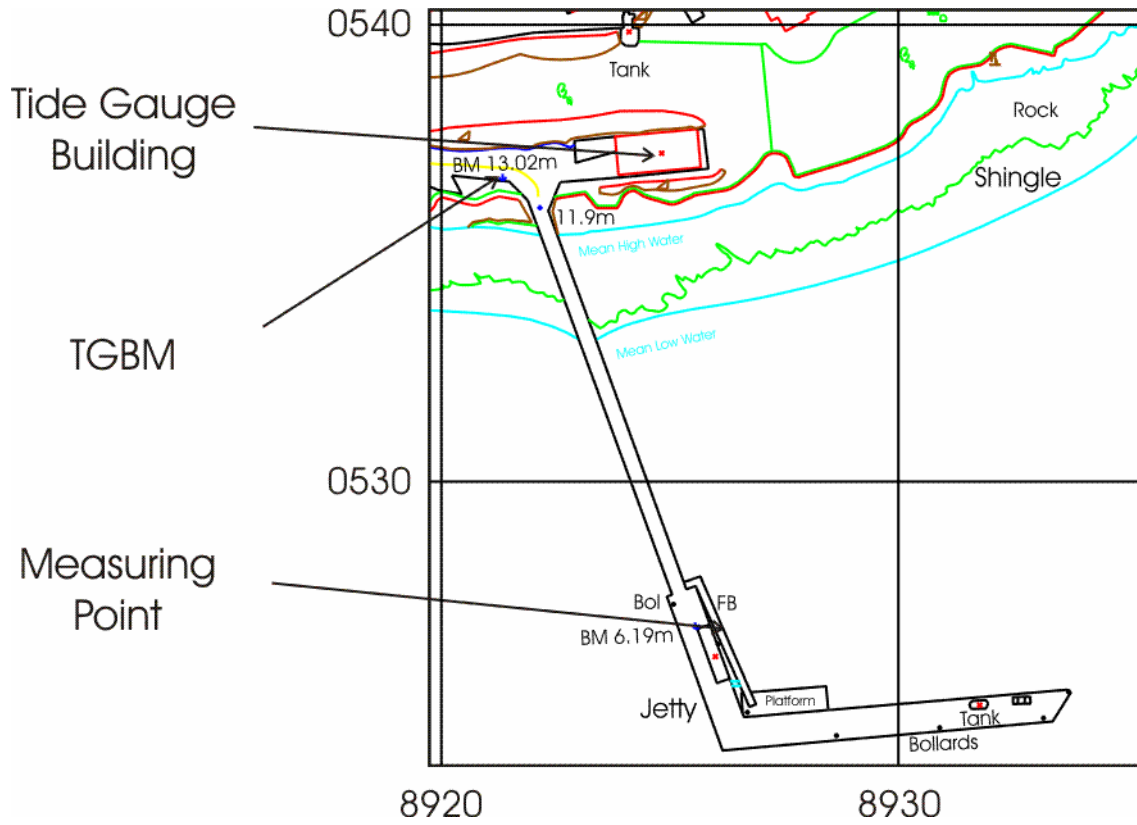 0540
Tank
Tide Gauge
Building
Rock
BM 13.02m
Shingle
11.9m
Mean High Water
TGBM
Mean Low Water
0530
Measuring
Point
Bol
FB
BM 6.19m
Jetty
Platform
Tank
Bollards
8920
8930